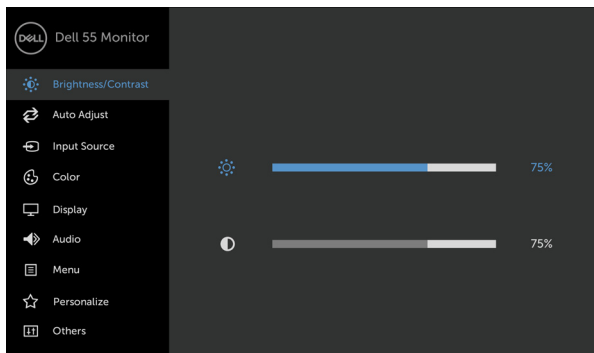 DELL Dell 55 Monitor
Brightness/Contrast
Auto Adjust
Input Source
75%
Color
Display
Audio
75%
Menu
Personalize
Others